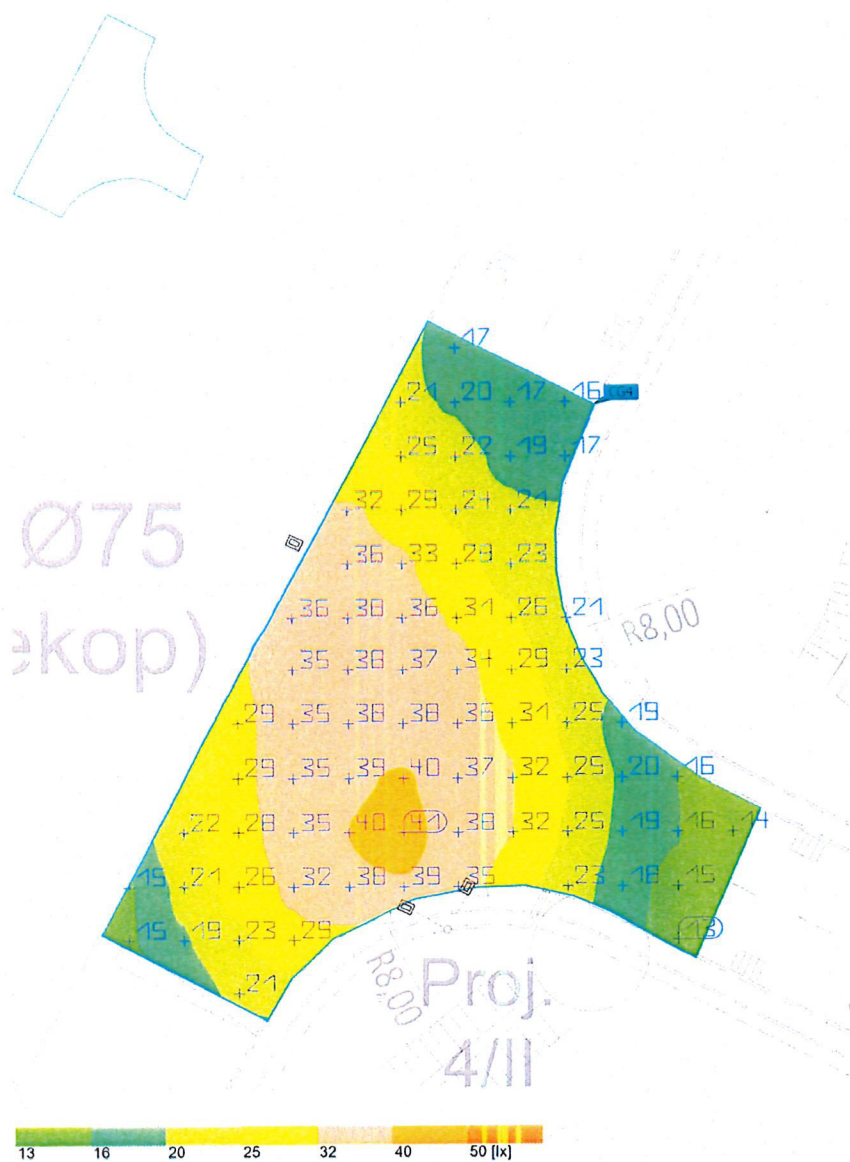 17
21 20 17 16
25 22 19 17
32 29 24 24
Ø75
36 33 28 23
36 38 36 31 26 21
R8,00
ekop)
35 38 37 34 29 23
29 35 38 38 36 31 25 19
29 35 39 40 37 32 25 20 16
22 28 35 40 41 38 32 25 19 16 14
15 21 26 32 38 39 35 23 18 15
15 19 23 29 13
21
R8,00
Proj.
4/II
13 16 20 25 32 40 50 [lx]